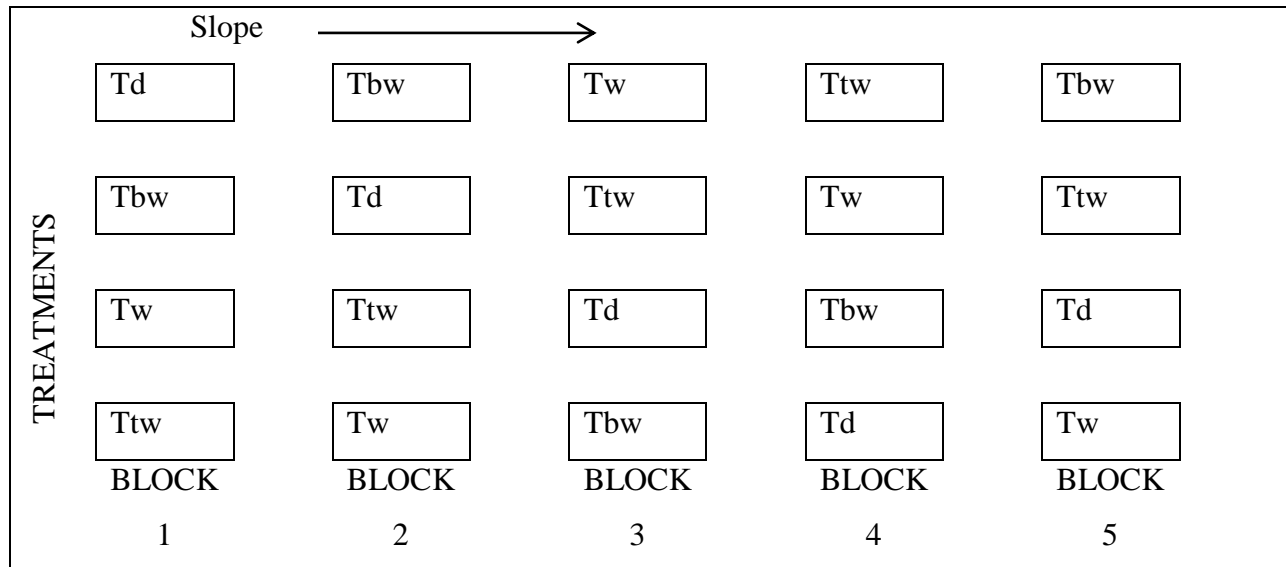 Slope
Td Tbw Tw Ttw Tbw
Tbw Td Ttw Tw Ttw
Tw Ttw Td Tbw Td
Ttw Tw Tbw Td Tw
TREATMENTS
BLOCK BLOCK BLOCK BLOCK BLOCK
1 2 3 4 5